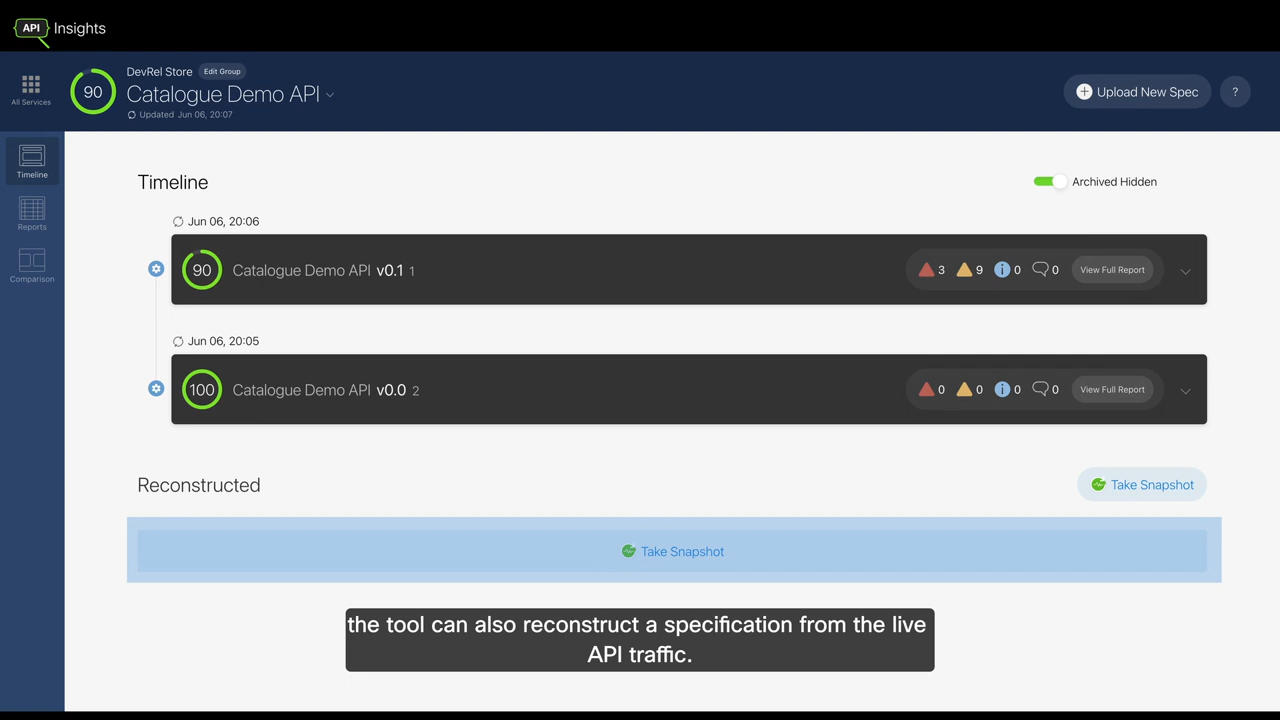 API Insights
All Services
90
DevRel Store Edit Group
Catalogue Demo API
Updated Jun 06, 20:07
Upload New Spec
?
Timeline
Reports
Comparison
Timeline
Archived Hidden
Jun 06, 20:06
90 Catalogue Demo API v0.1 1 3 9 0 0 View Full Report
Jun 06, 20:05
100 Catalogue Demo API v0.0 2 0 0 0 0 View Full Report
Reconstructed
Take Snapshot
Take Snapshot
the tool can also reconstruct a specification from the live
API traffic.